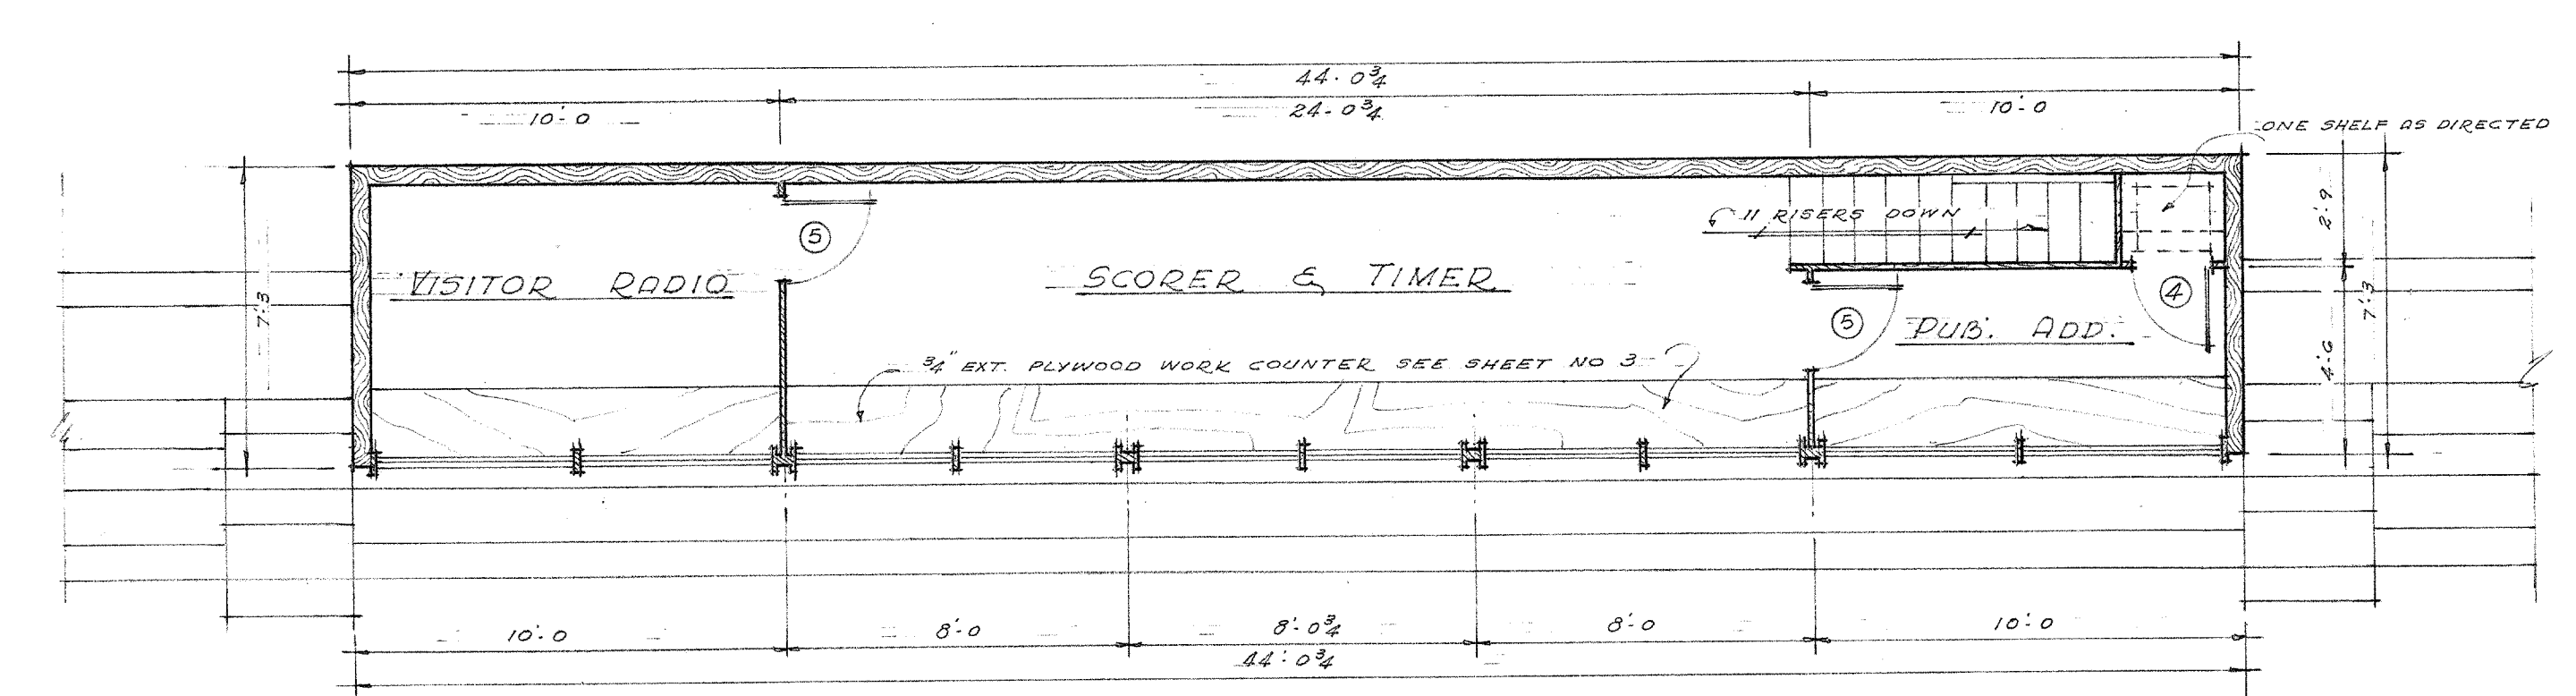 44'-0¾
10'-0
24'-0¾
10'-0
ONE SHELF AS DIRECTED
11 RISERS DOWN
2'-9
5
VISITOR RADIO
SCORER & TIMER
7'-3
4
7'-3
5
PUB. ADD.
¾" EXT. PLYWOOD WORK COUNTER SEE SHEET NO 3
4'-6
10'-0
8'-0
8'-0¾
8'-0
10'-0
44'-0¾